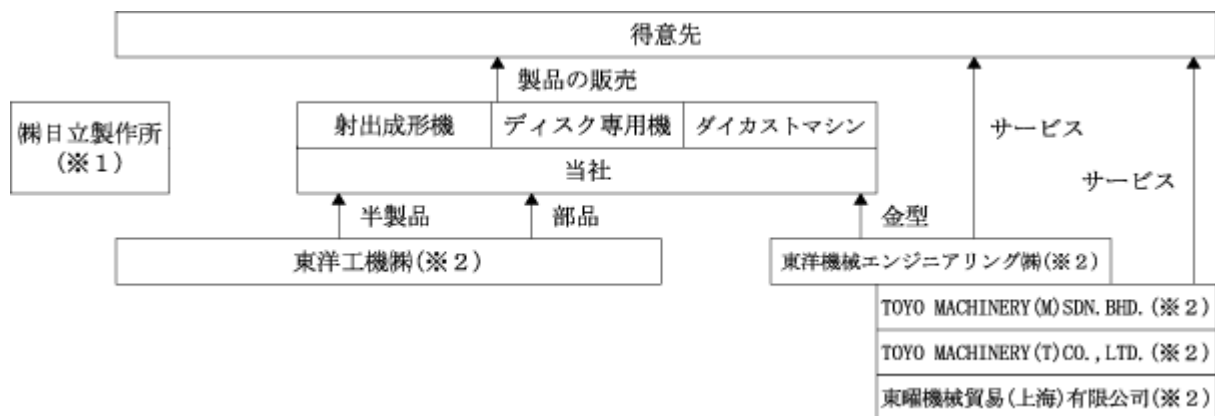 得意先
製品の販売
㈱日立製作所
(※１)
射出成形機
ディスク専用機
ダイカストマシン
サービス
当社
サービス
半製品
部品
金型
東洋工機㈱(※２)
東洋機械エンジニアリング㈱(※２)
TOYO MACHINERY(M)SDN.BHD.(※２)
TOYO MACHINERY(T)CO.,LTD.(※２)
東曜機械貿易(上海)有限公司(※２)